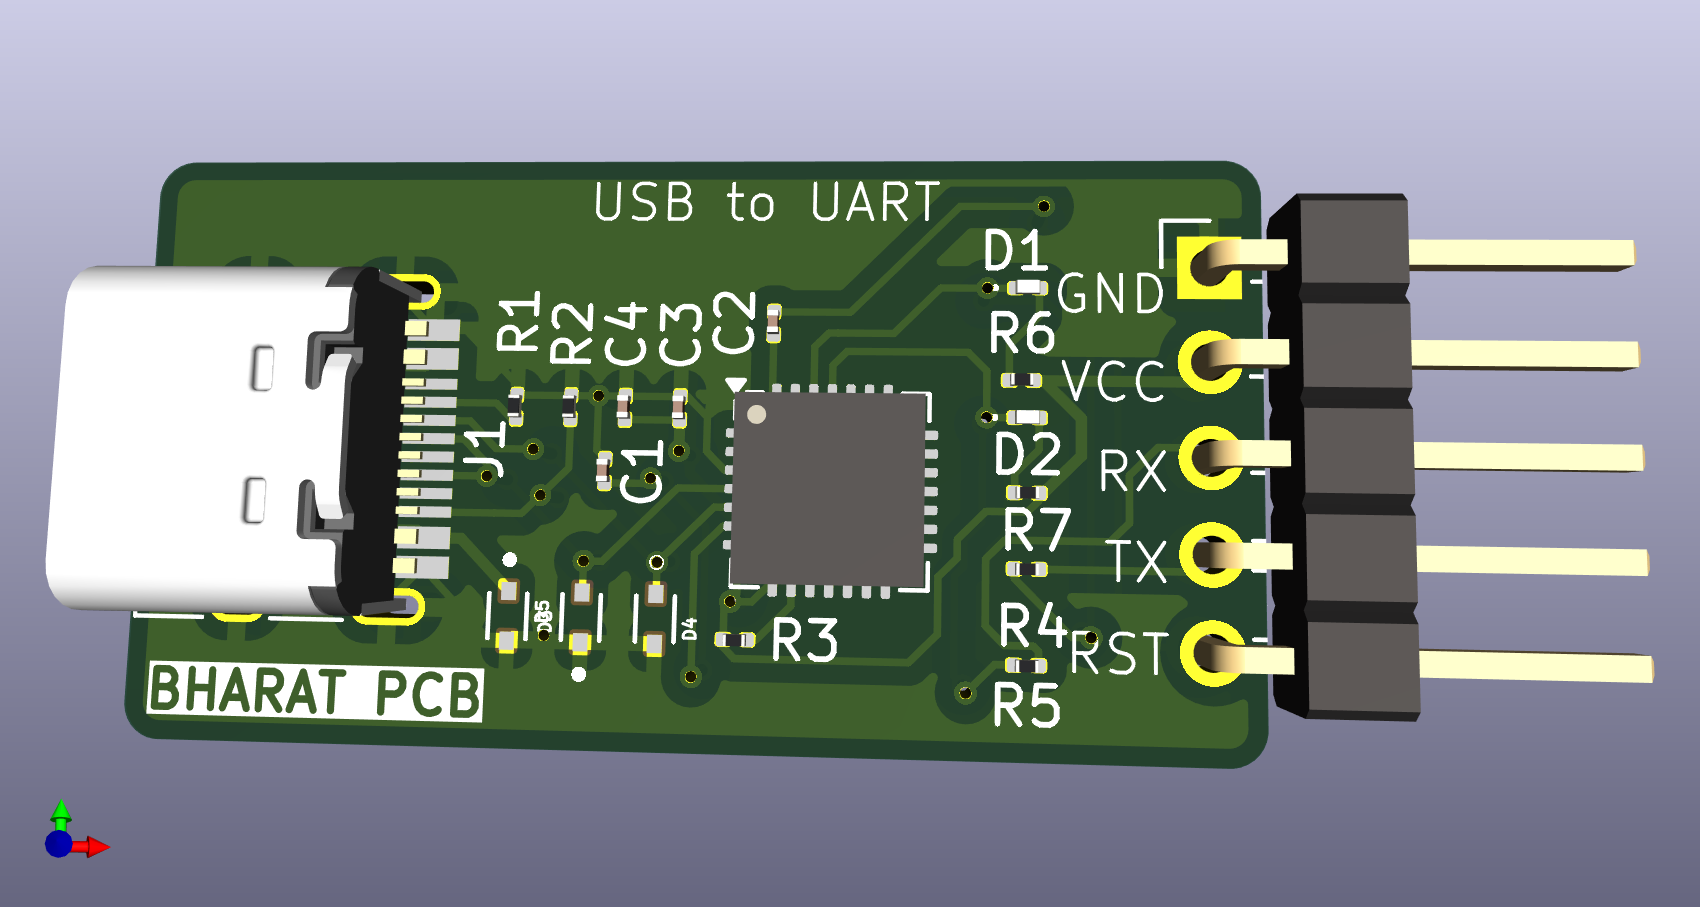 USB to UART
D1
GND
R1
R2
C4
C3
C2
R6
VCC
J1
C1
D2
RX
R7
TX
D4
R3
R4
RST
R5
BHARAT PCB